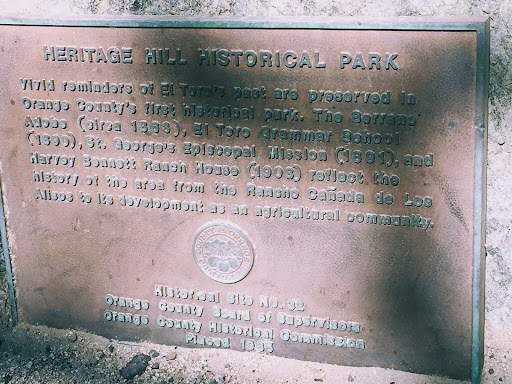 HERITAGE HILL HISTORICAL PARK
Vivid reminders of El Toro's past are preserved in
Orange County's first historical park. The Serrano
Adobe (circa 1863), El Toro Grammar School
(1890), St. George's Episcopal Mission (1891), and
Harvey Bennett Ranch House (1908) reflect the
history of the area from the Rancho Cañada de Los
Alisos to its development as an agricultural community.
Historical Site No. 32
Orange County Board of Supervisors
Orange County Historical Commission
Placed